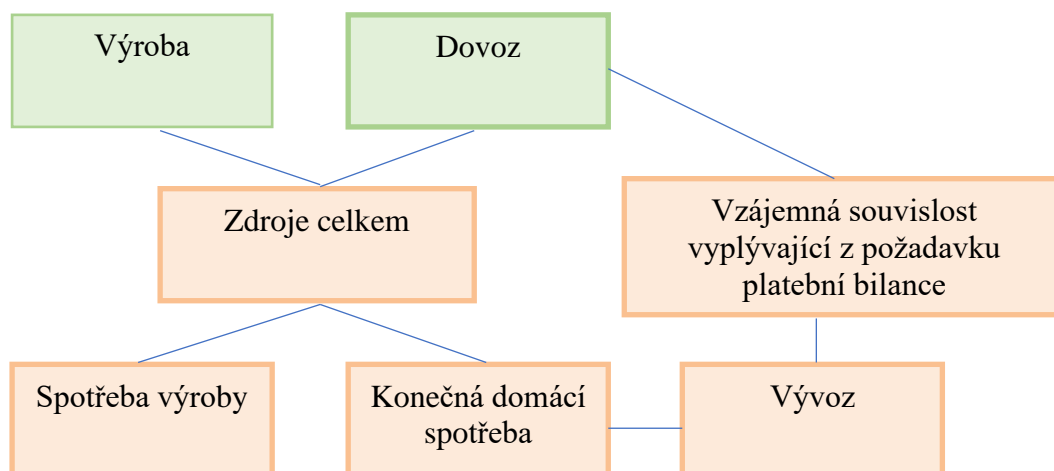 Výroba
Dovoz
Zdroje celkem
Vzájemná souvislost
vyplývající z požadavku
platební bilance
Spotřeba výroby
Konečná domácí
spotřeba
Vývoz